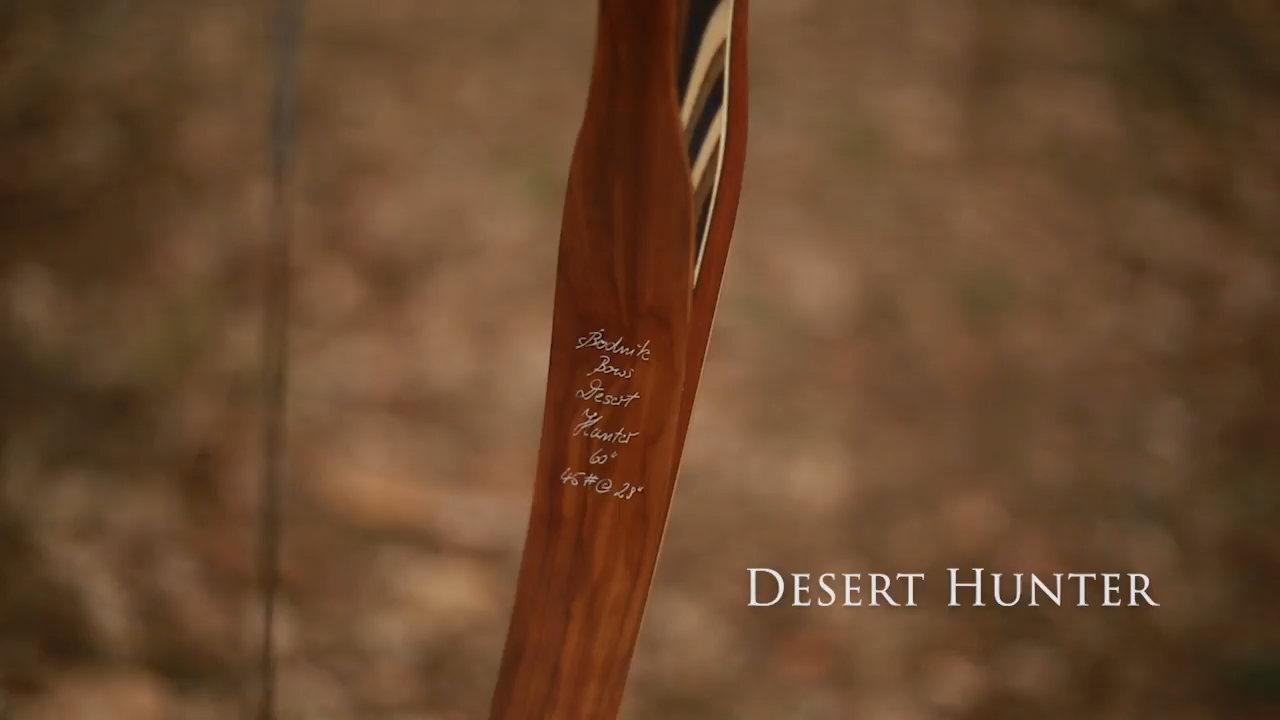 Bodnik
Bows
Desert
Hunter
60"
45#@28"
DESERT HUNTER